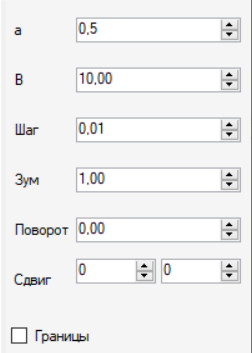 a 0,5
В 10,00
Шаг 0,01
Зум 1,00
Поворот 0,00
Сдвиг 0 0
Границы